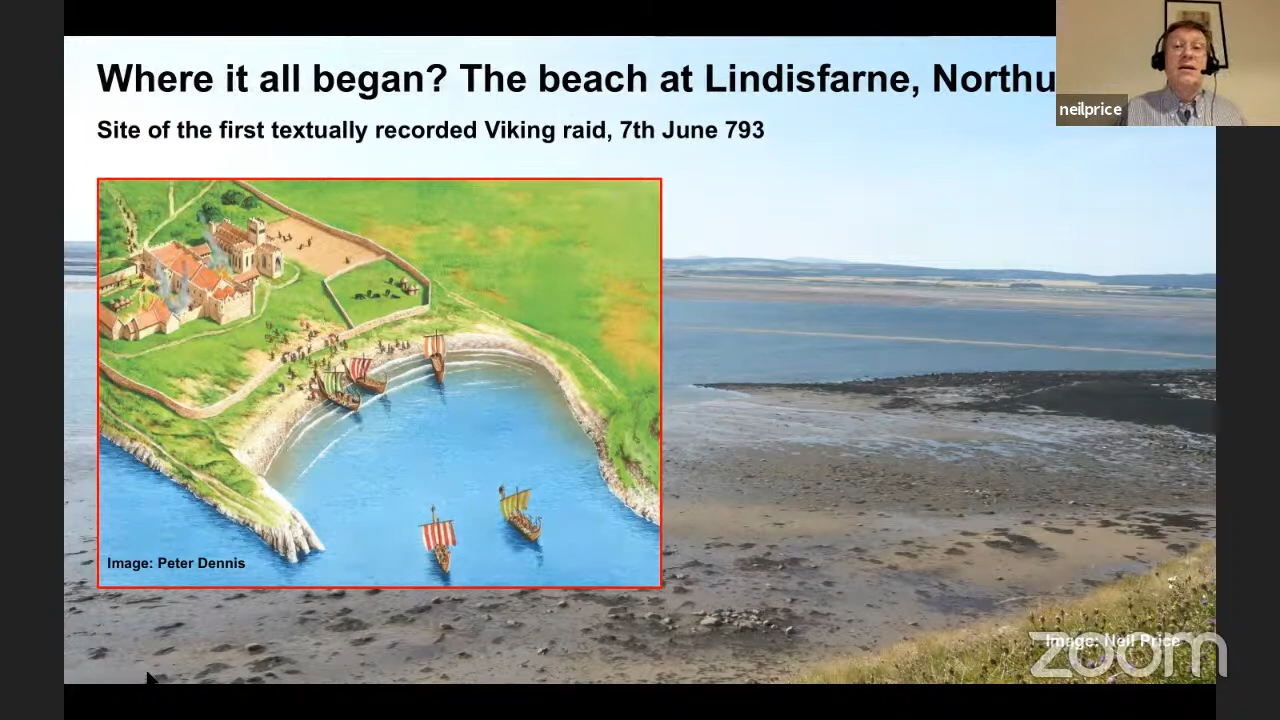 Where it all began? The beach at Lindisfarne, Northu
Site of the first textually recorded Viking raid, 7th June 793
neilprice
Image: Peter Dennis
Image: Neil Price
zoom